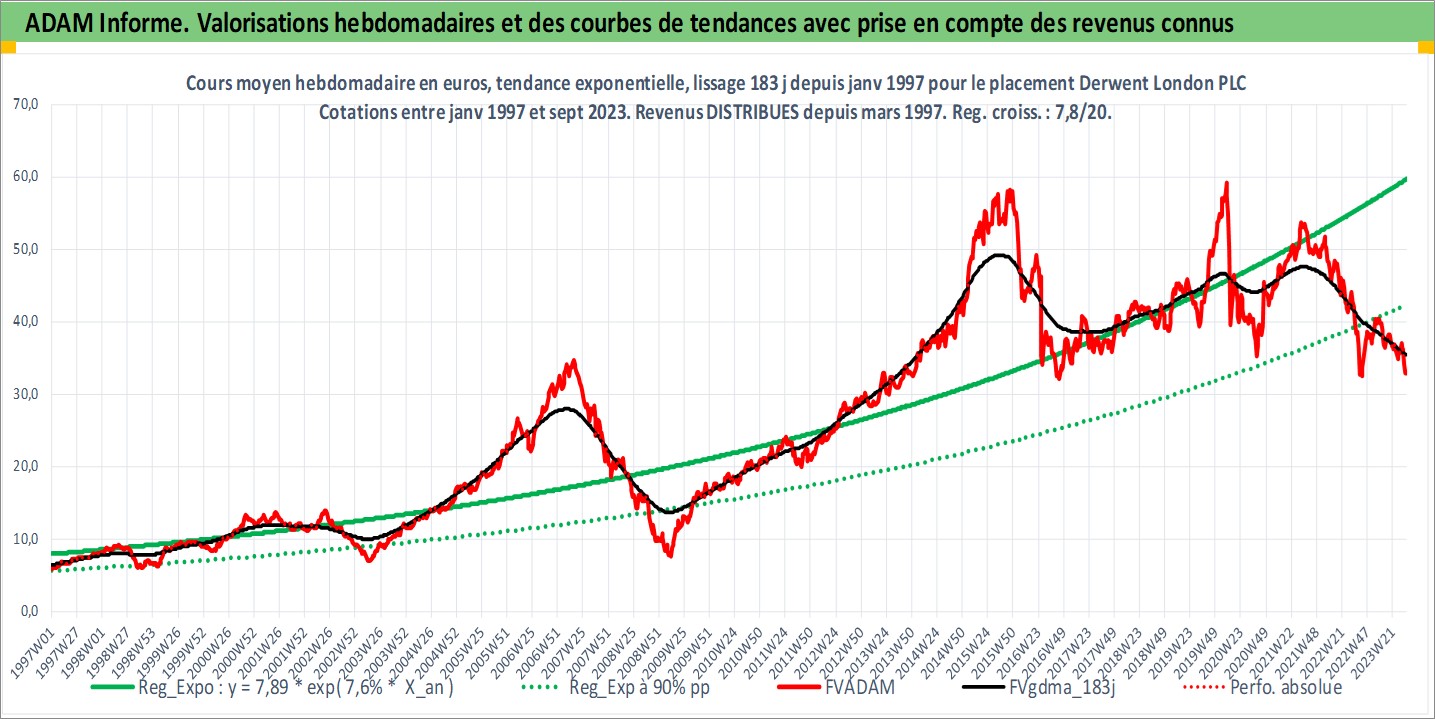 ADAM Informe. Valorisations hebdomadaires et des courbes de tendances avec prise en compte des revenus connus
Cours moyen hebdomadaire en euros, tendance exponentielle, lissage 183 j depuis janv 1997 pour le placement Derwent London PLC
Cotations entre janv 1997 et sept 2023. Revenus DISTRIBUES depuis mars 1997. Reg. croiss. : 7,8/20.
70,0
60,0
50,0
40,0
30,0
20,0
10,0
0,0
1997W01 1997W27 1998W01 1998W27 1998W53 1999W26 1999W52 2000W26 2000W52 2001W26 2001W52 2002W26 2002W52 2003W26 2003W52 2004W26 2004W52 2005W25 2005W51 2006W25 2006W51 2007W25 2007W51 2008W25 2008W51 2009W25 2009W51 2010W24 2010W50 2011W24 2011W50 2012W24 2012W50 2013W24 2013W50 2014W24 2014W50 2015W24 2015W50 2016W23 2016W49 2017W23 2017W49 2018W23 2018W49 2019W23 2019W49 2020W23 2020W49 2021W22 2021W48 2022W21 2022W47 2023W21
Reg_Expo : y = 7,89 * exp( 7,6% * X_an ) Reg_Exp à 90% pp FVADAM FVgdma_183j Perfo. absolue